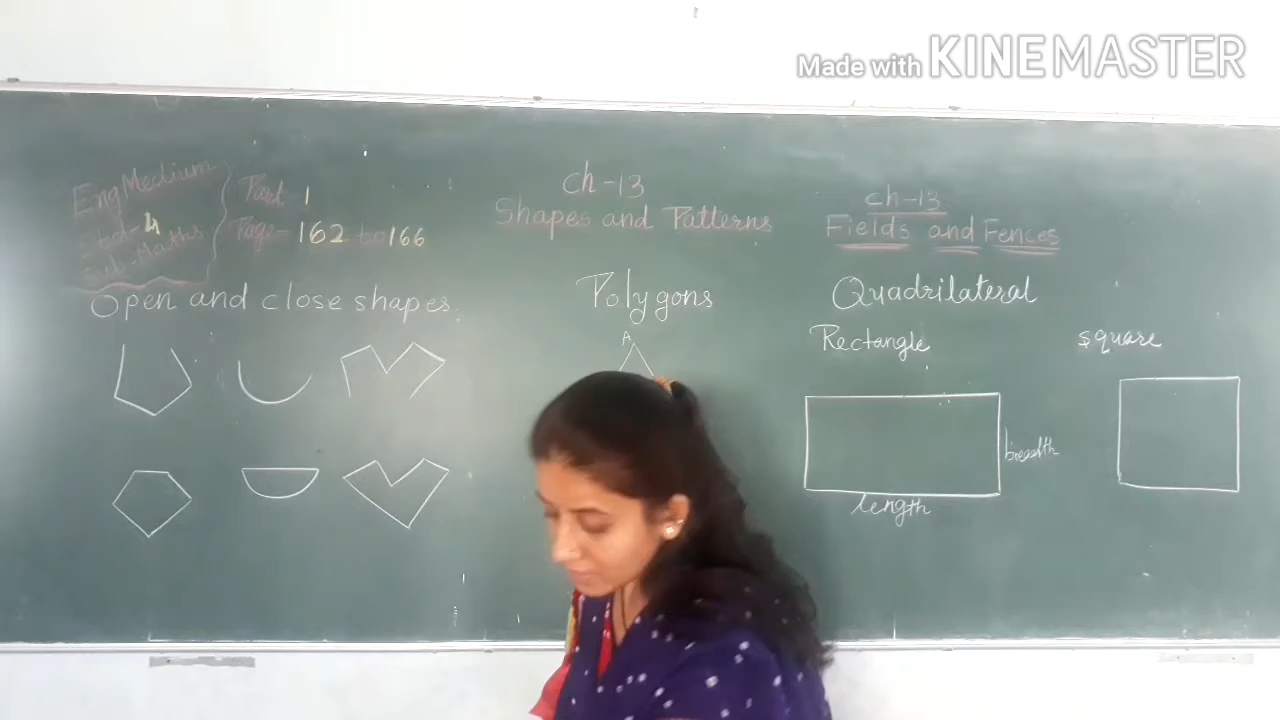 Made with KINEMASTER
Eng Medium
Std-4
Sub-Maths
Part 1
Page-162 to 166
ch-13
Shapes and Patterns
ch-13
Fields and Fences
Open and close shapes.
Polygons
A
Quadrilateral
Rectangle
breadth
length
square